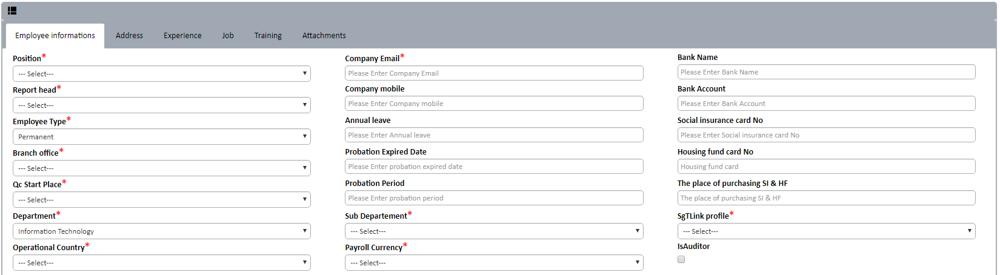 Employee informations Address Experience Job Training Attachments
Position* Company Email* Bank Name
--- Select--- Please Enter Company Email Please Enter Bank Name
Report head* Company mobile Bank Account
--- Select--- Please Enter Company mobile Please Enter Bank Account
Employee Type* Annual leave Social insurance card No
Permanent Please Enter Annual leave Please Enter Social insurance card No
Branch office* Probation Expired Date Housing fund card No
--- Select--- Please Enter probation expired date Housing fund card
Qc Start Place* Probation Period The place of purchasing SI & HF
--- Select--- Please Enter probation period The place of purchasing SI & HF
Department* Sub Departement* SgTLink profile*
Information Technology --- Select--- --- Select---
Operational Country* Payroll Currency* IsAuditor
--- Select--- --- Select---